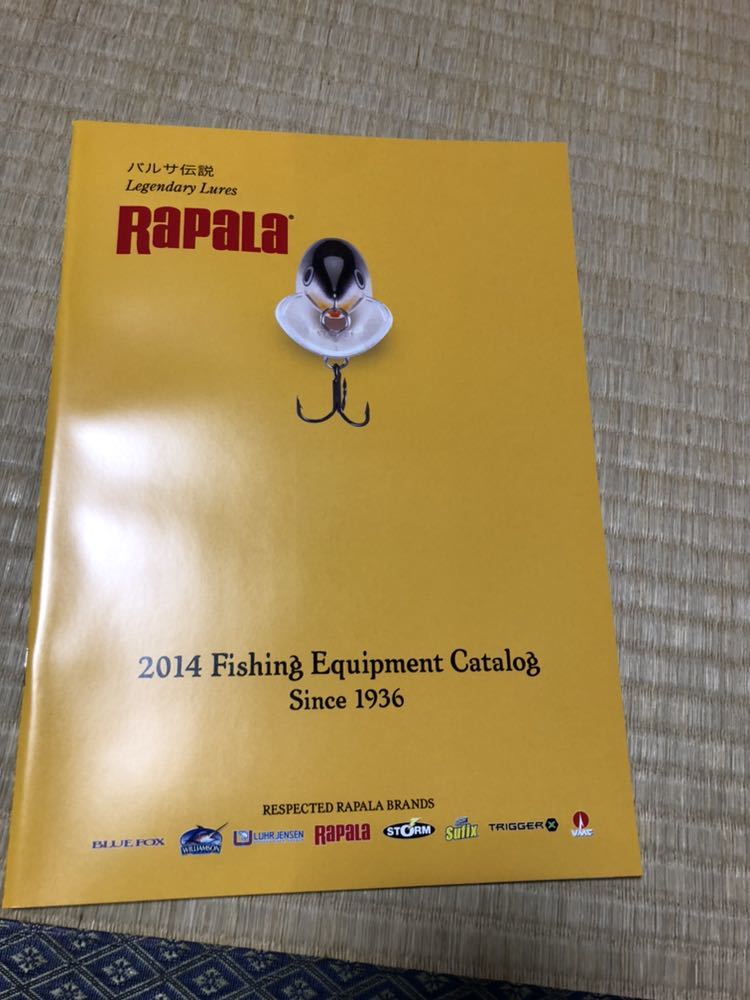 バルサ伝説
Legendary Lures
RAPALA®
2014 Fishing Equipment Catalog
Since 1936
RESPECTED RAPALA BRANDS
BLUE FOX WILLIAMSON LUHR JENSEN RAPALA STORM Sufix TRIGGER X VMC